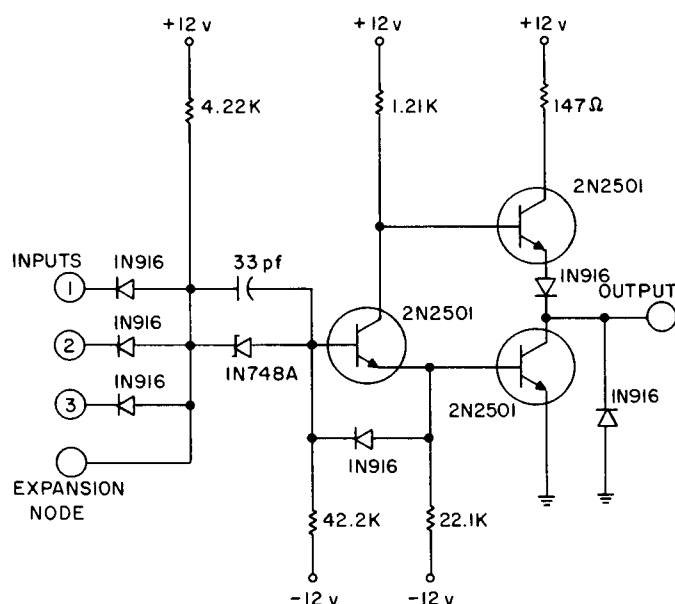 +12 v
+12 v
+12 v
4.22K
1.21K
147Ω
2N2501
INPUTS
1N916
33 pf
1
1N916
OUTPUT
1N916
2N2501
2
1N748A
1N916
2N2501
1N916
3
1N916
EXPANSION
NODE
42.2K
22.1K
-12 v
-12 v